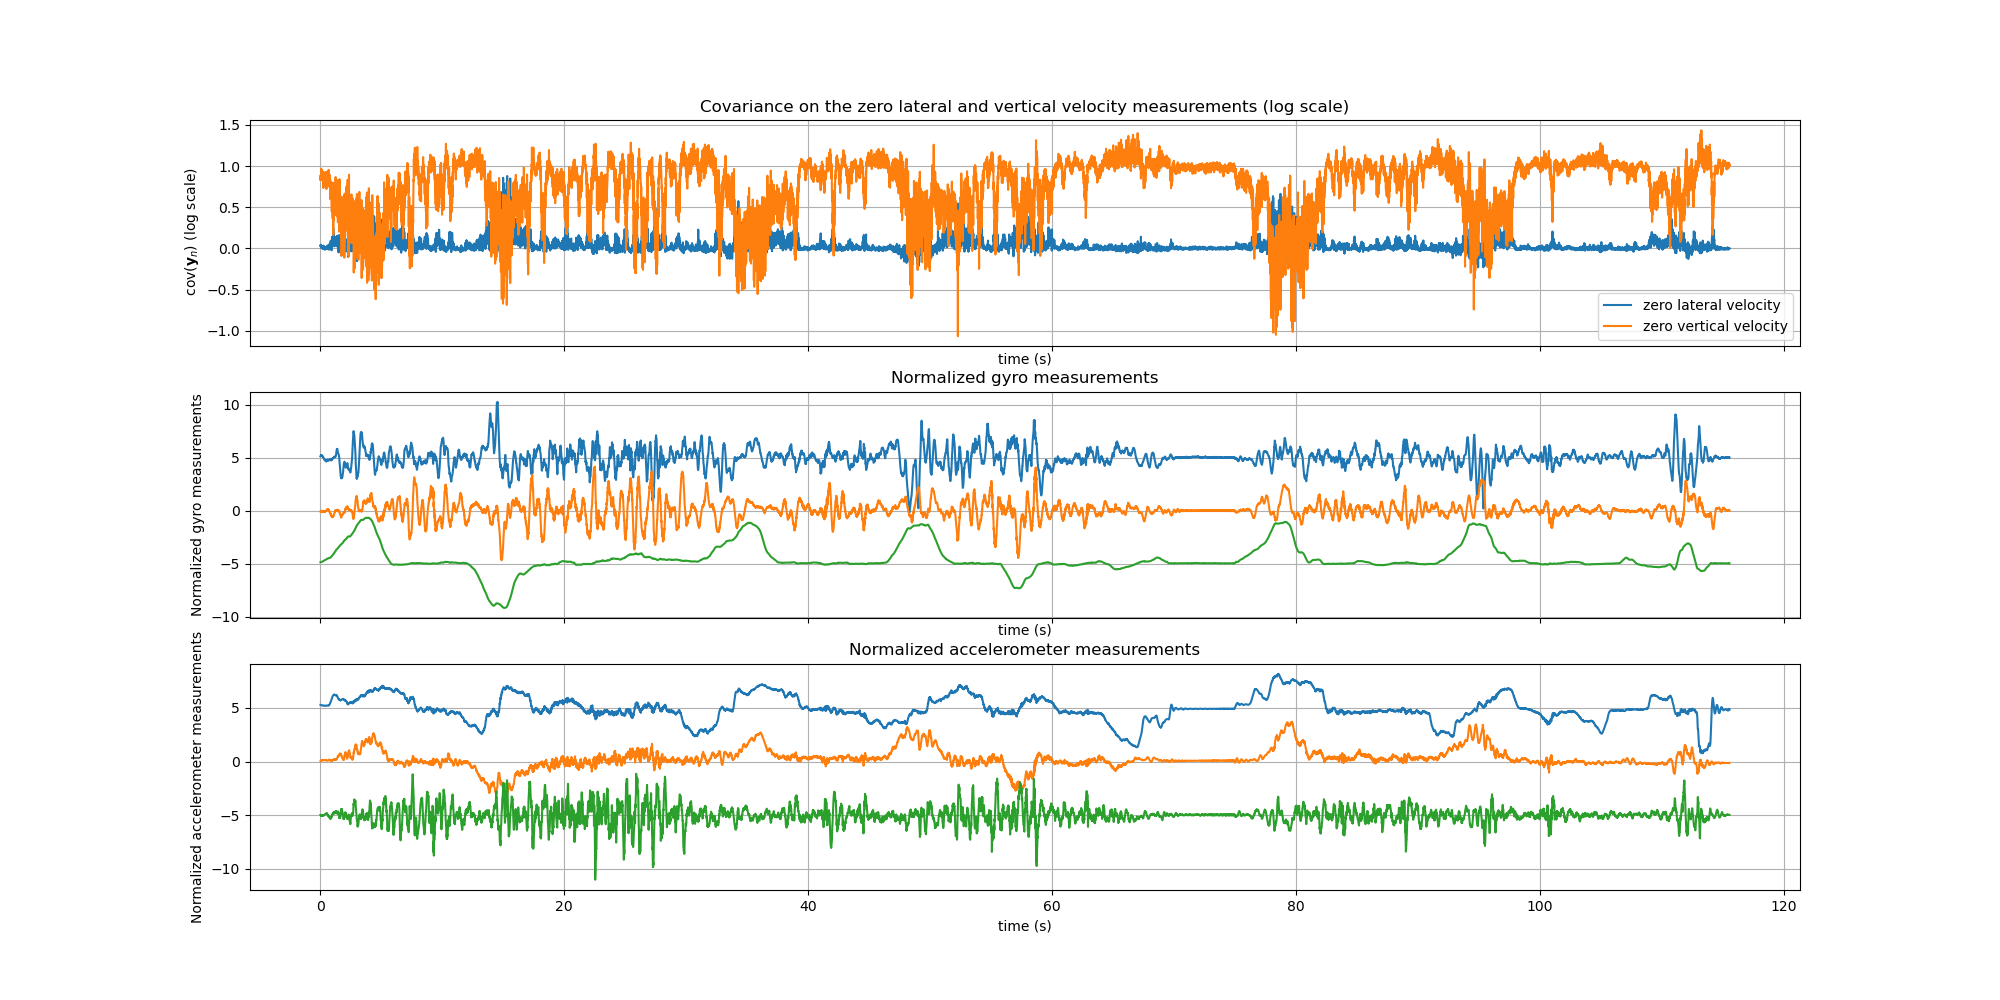 Covariance on the zero lateral and vertical velocity measurements (log scale)
cov(yₙ) (log scale)
1.5
1.0
0.5
0.0
−0.5
−1.0
zero lateral velocity
zero vertical velocity
time (s)
Normalized gyro measurements
Normalized gyro measurements
10
5
0
−5
−10
time (s)
Normalized accelerometer measurements
Normalized accelerometer measurements
5
0
−5
−10
0 20 40 60 80 100 120
time (s)